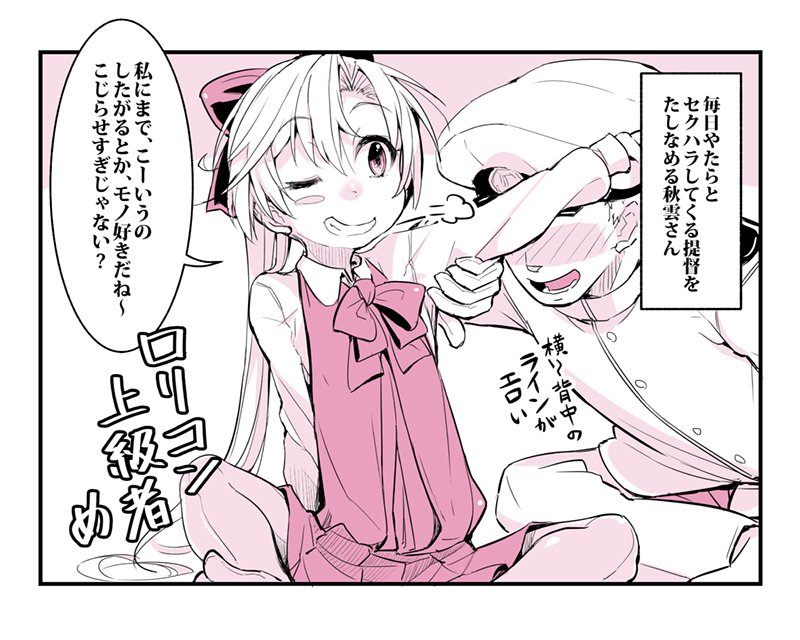 毎日やたらと
セクハラしてくる提督を
たしなめる秋雲さん
私にまで、こーいうの
したがるとか、モノ好きだね～
こじらせすぎじゃない？
横～背中の
ラインが
エロい
ロリコン
上級者
め